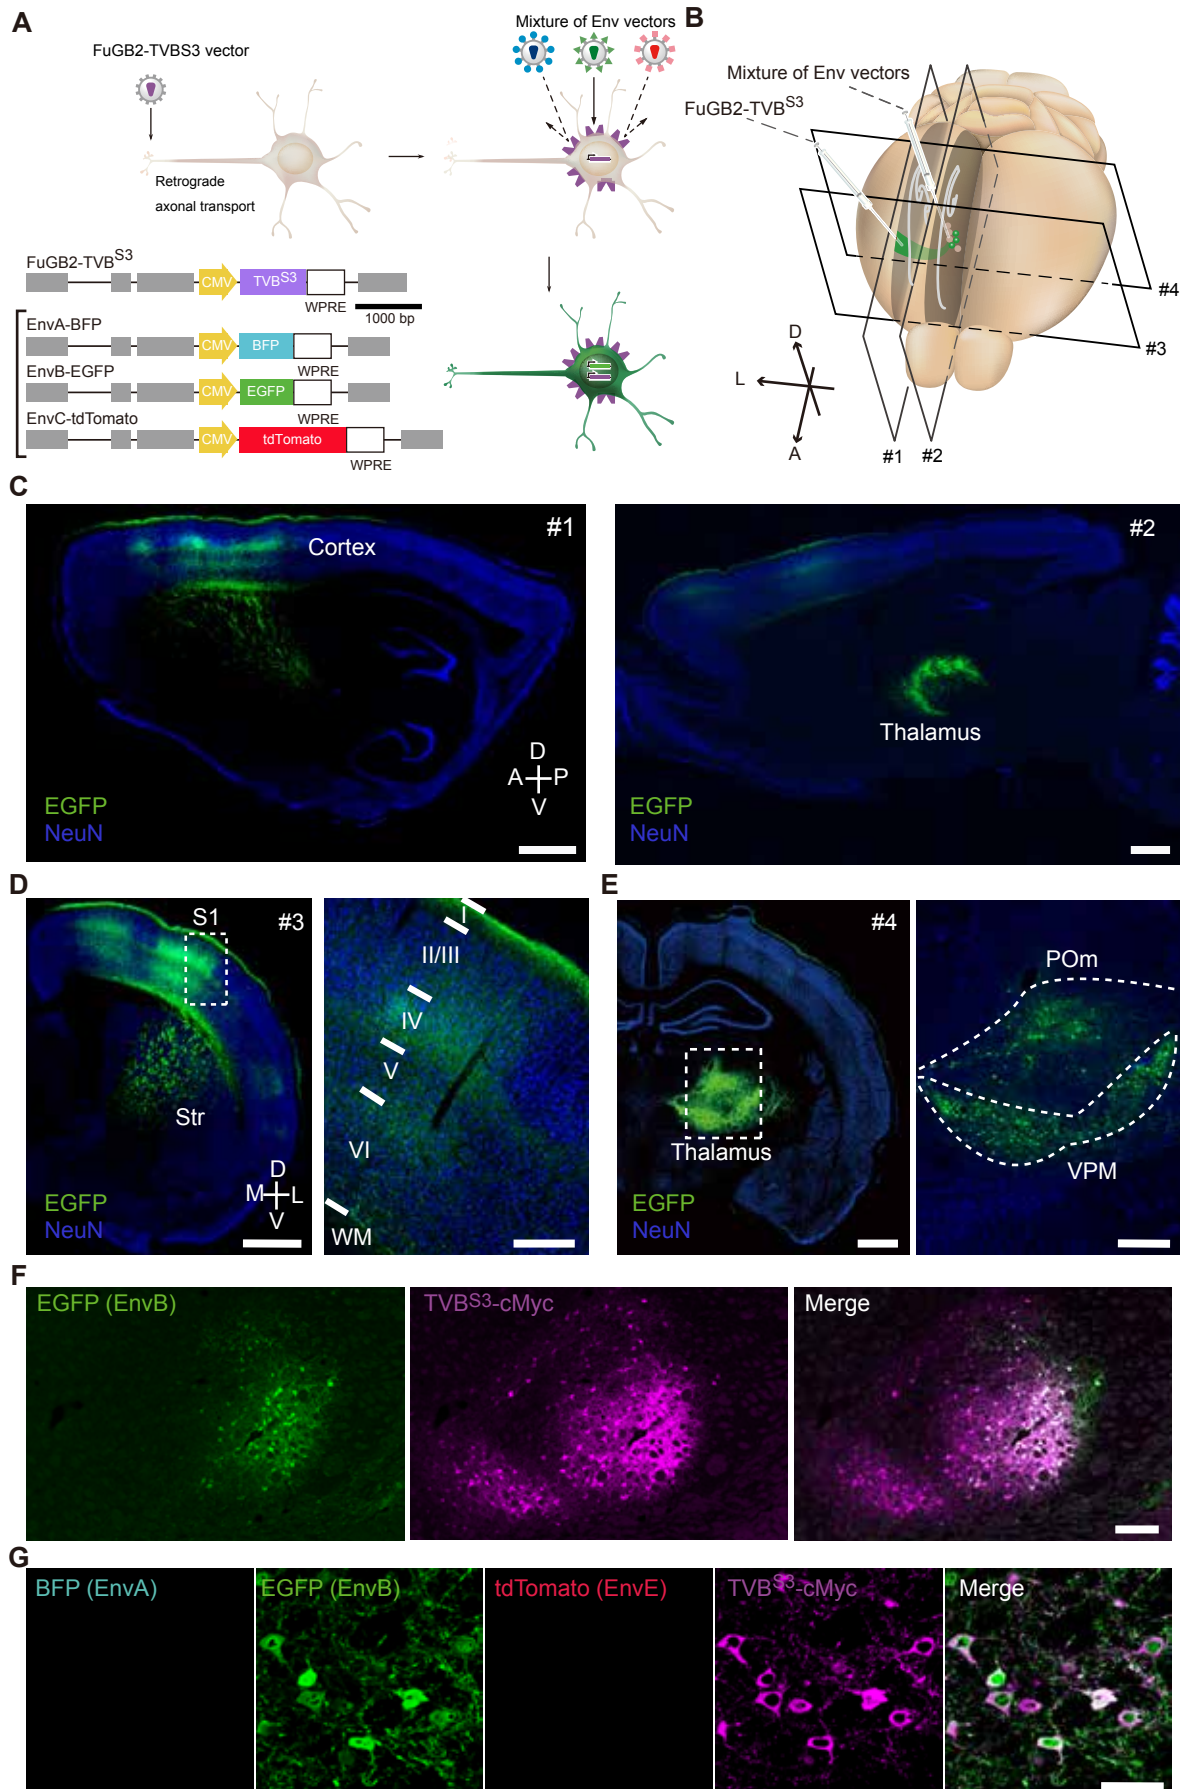 A
FuGB2-TVBS3 vector
Mixture of Env vectors
Retrograde
axonal transport
FuGB2-TVBS3
CMV
TVBS3
WPRE
1000 bp
EnvA-BFP
CMV
BFP
WPRE
EnvB-EGFP
CMV
EGFP
WPRE
EnvC-tdTomato
CMV
tdTomato
WPRE
B
Mixture of Env vectors
FuGB2-TVBS3
#4
#3
D
L
A
#1
#2
C
#1
Cortex
D
A
P
V
EGFP
NeuN
#2
Thalamus
EGFP
NeuN
D
S1
#3
Str
D
M
L
V
EGFP
NeuN
I
II/III
IV
V
VI
WM
E
#4
Thalamus
EGFP
NeuN
POm
VPM
F
EGFP (EnvB)
TVBS3-cMyc
Merge
G
BFP (EnvA)
EGFP (EnvB)
tdTomato (EnvE)
TVBS3-cMyc
Merge